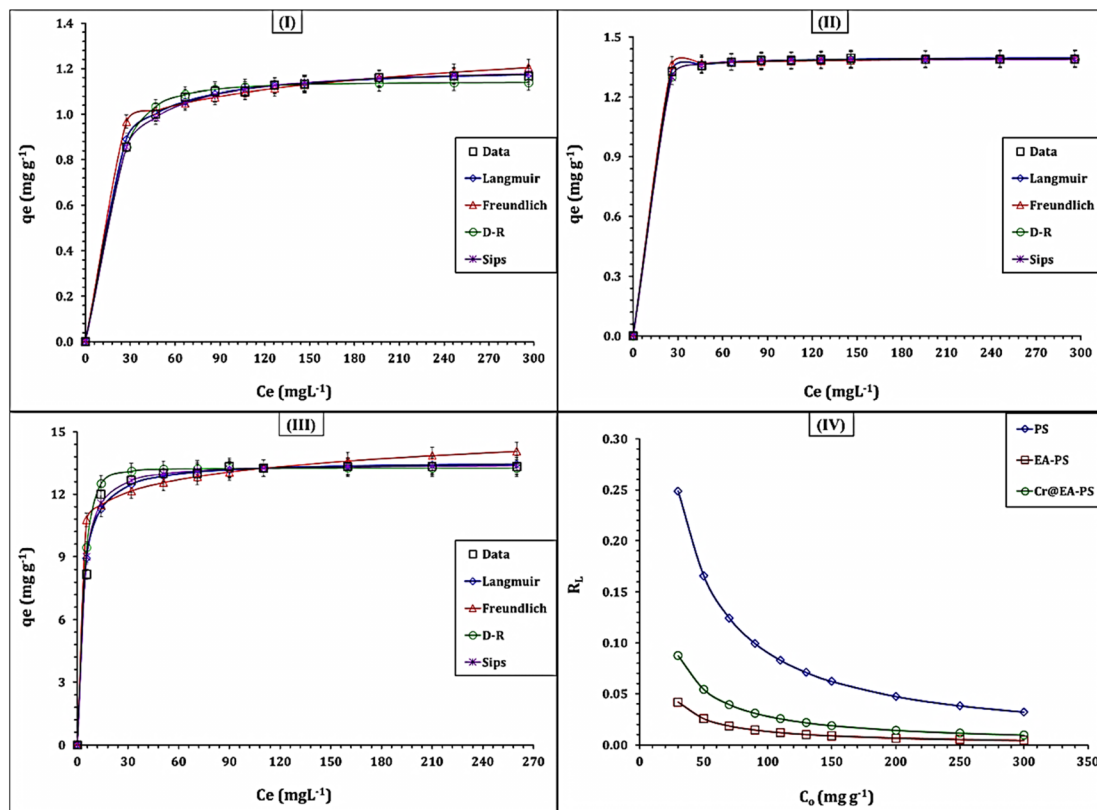 (I)
qe (mg g-1)
1.4
1.2
1.0
0.8
0.6
0.4
0.2
0.0
0 30 60 90 120 150 180 210 240 270 300
Ce (mgL-1)
Data
Langmuir
Freundlich
D-R
Sips
(II)
qe (mg g-1)
1.5
1.2
0.9
0.6
0.3
0.0
0 30 60 90 120 150 180 210 240 270 300
Ce (mgL-1)
Data
Langmuir
Freundlich
D-R
Sips
(III)
qe (mg g-1)
15
12
9
6
3
0
0 30 60 90 120 150 180 210 240 270
Ce (mgL-1)
Data
Langmuir
Freundlich
D-R
Sips
(IV)
RL
0.30
0.25
0.20
0.15
0.10
0.05
0.00
0 50 100 150 200 250 300 350
Co (mg g-1)
PS
EA-PS
Cr@EA-PS